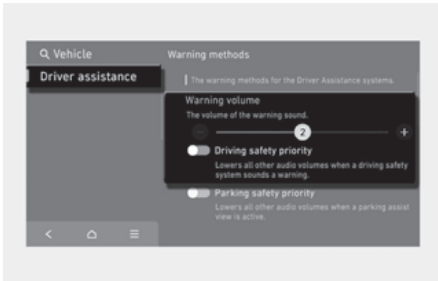 Vehicle
Warning methods
Driver assistance
The warning methods for the Driver Assistance systems.
Warning volume
The volume of the warning sound.
2
Driving safety priority
Lowers all other audio volumes when a driving safety
system sounds a warning.
Parking safety priority
Lowers all other audio volumes when a parking assist
view is active.